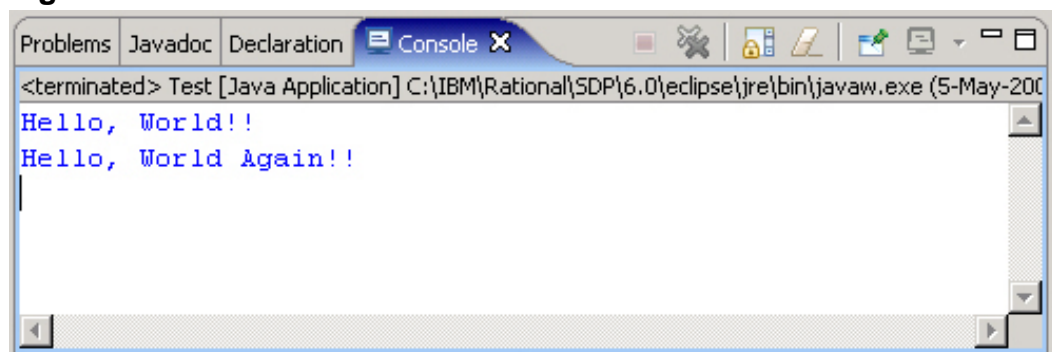 Problems Javadoc Declaration Console
<terminated> Test [Java Application] C:\IBM\Rational\SDP\6.0\eclipse\jre\bin\javaw.exe (5-May-200
Hello, World!!
Hello, World Again!!